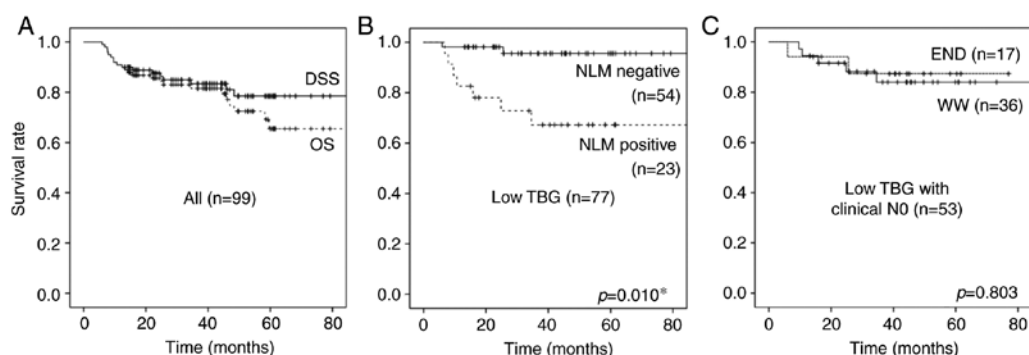 A
Survival rate
1.0
0.8
0.6
0.4
0.2
0.0
DSS
OS
All (n=99)
0 20 40 60 80
Time (months)
B
1.0
0.8
0.6
0.4
0.2
0.0
NLM negative
(n=54)
NLM positive
(n=23)
Low TBG (n=77)
p=0.010*
0 20 40 60 80
Time (months)
C
1.0
0.8
0.6
0.4
0.2
0.0
END (n=17)
WW (n=36)
Low TBG with
clinical N0 (n=53)
p=0.803
0 20 40 60 80
Time (months)